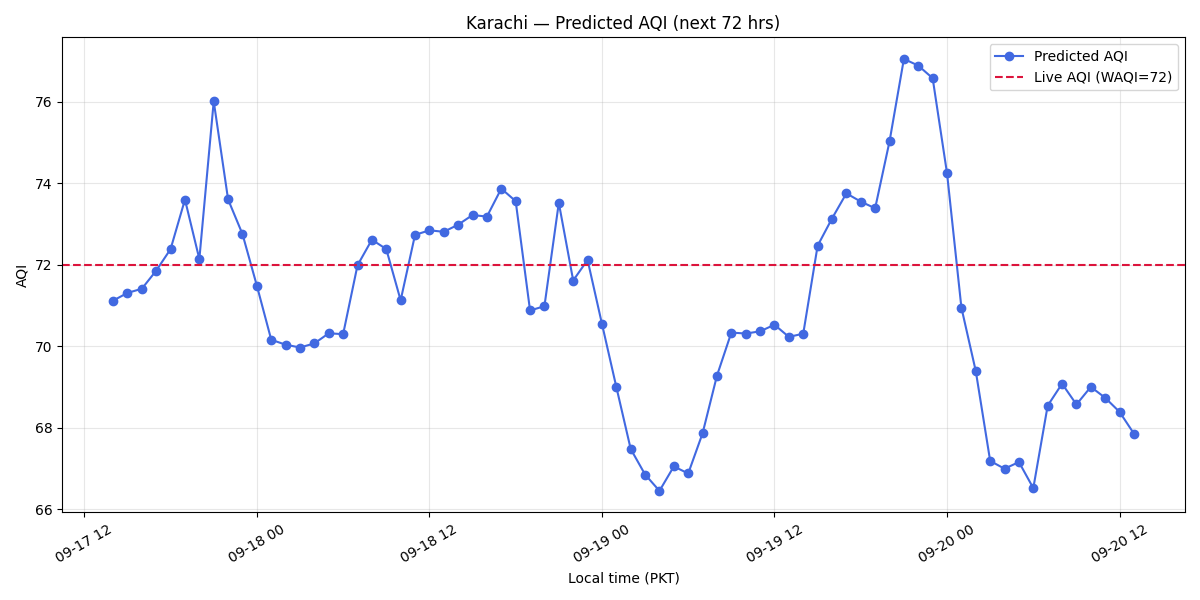 Karachi — Predicted AQI (next 72 hrs)
Predicted AQI
Live AQI (WAQI=72)
76
74
72
70
68
66
AQI
09-17 12
09-18 00
09-18 12
09-19 00
09-19 12
09-20 00
09-20 12
Local time (PKT)